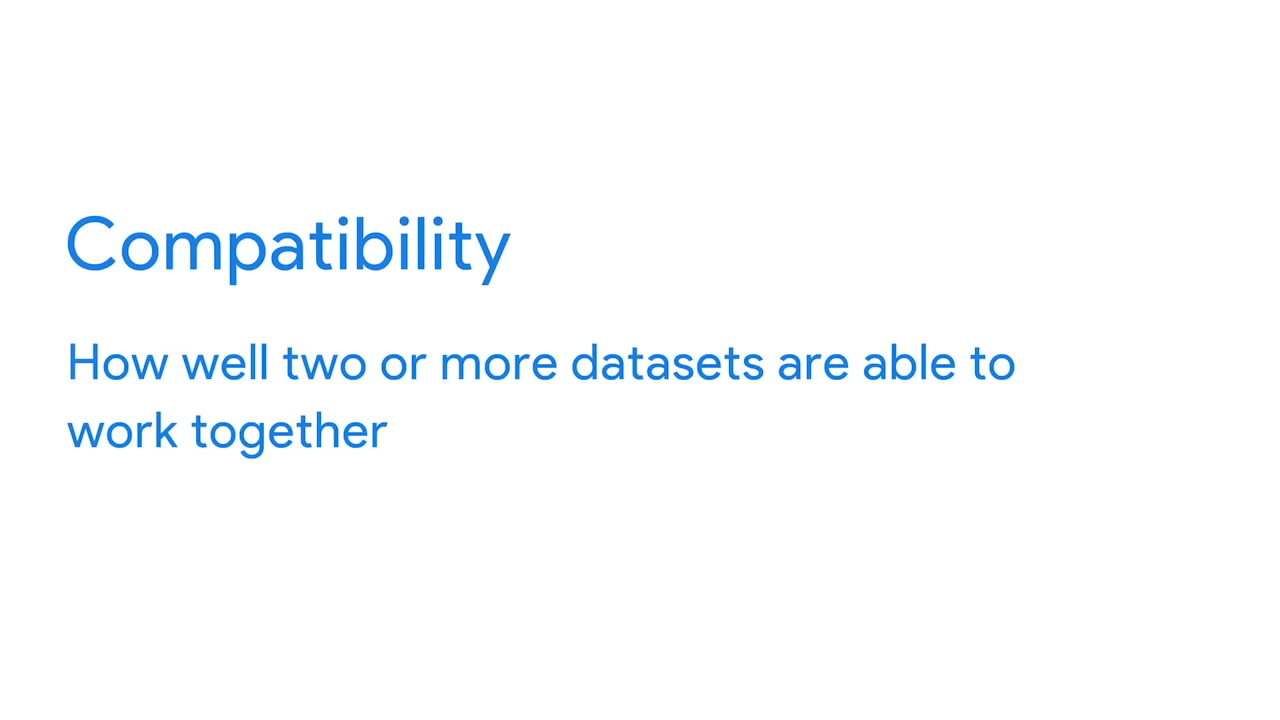 Compatibility
How well two or more datasets are able to
work together